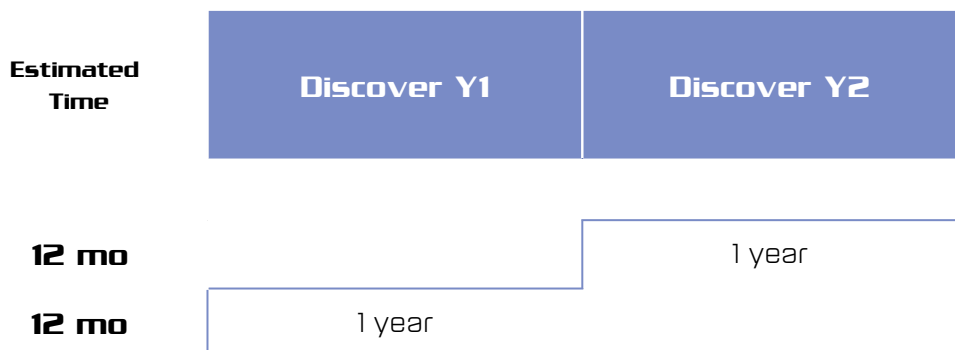 Estimated
Time
Discover Y1
Discover Y2
12 mo
1 year
12 mo
1 year